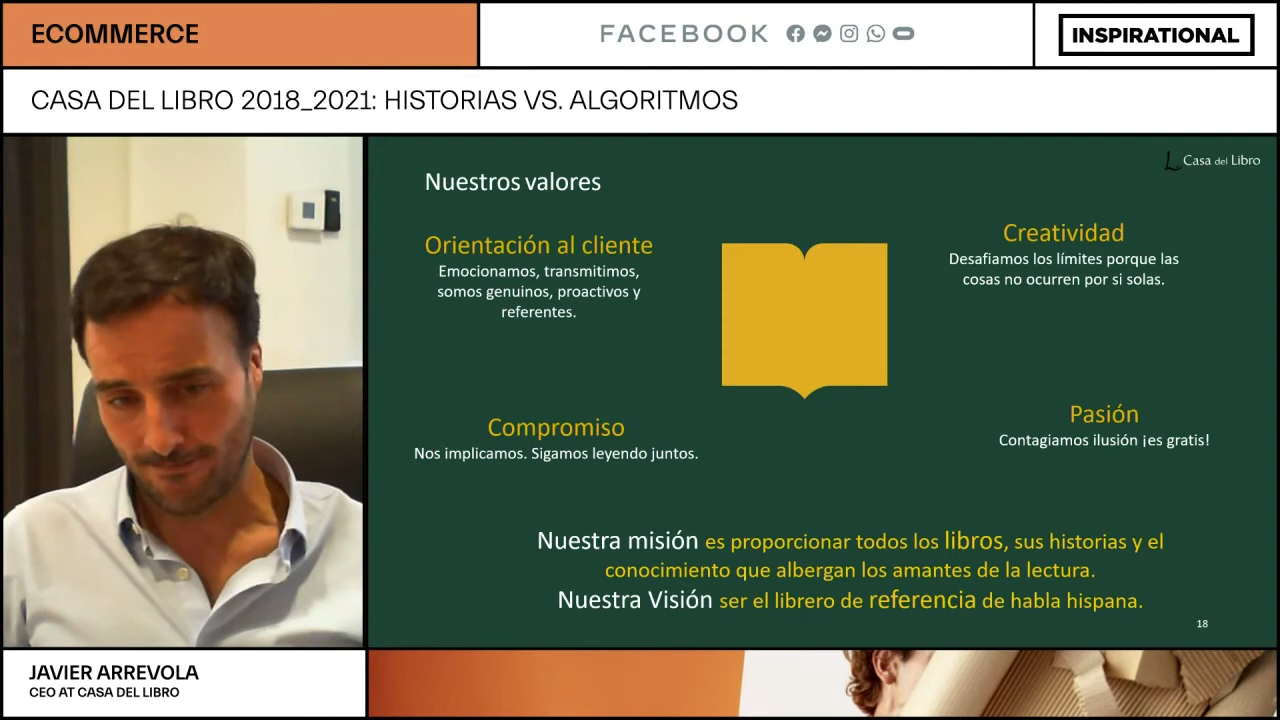 ECOMMERCE
FACEBOOK
INSPIRATIONAL
CASA DEL LIBRO 2018_2021: HISTORIAS VS. ALGORITMOS
Casa del Libro
Nuestros valores
Orientación al cliente
Emocionamos, transmitimos,
somos genuinos, proactivos y
referentes.
Creatividad
Desafiamos los límites porque las
cosas no ocurren por si solas.
Compromiso
Nos implicamos. Sigamos leyendo juntos.
Pasión
Contagiamos ilusión ¡es gratis!
Nuestra misión es proporcionar todos los libros, sus historias y el
conocimiento que albergan los amantes de la lectura.
Nuestra Visión ser el librero de referencia de habla hispana.
18
JAVIER ARREVOLA
CEO AT CASA DEL LIBRO